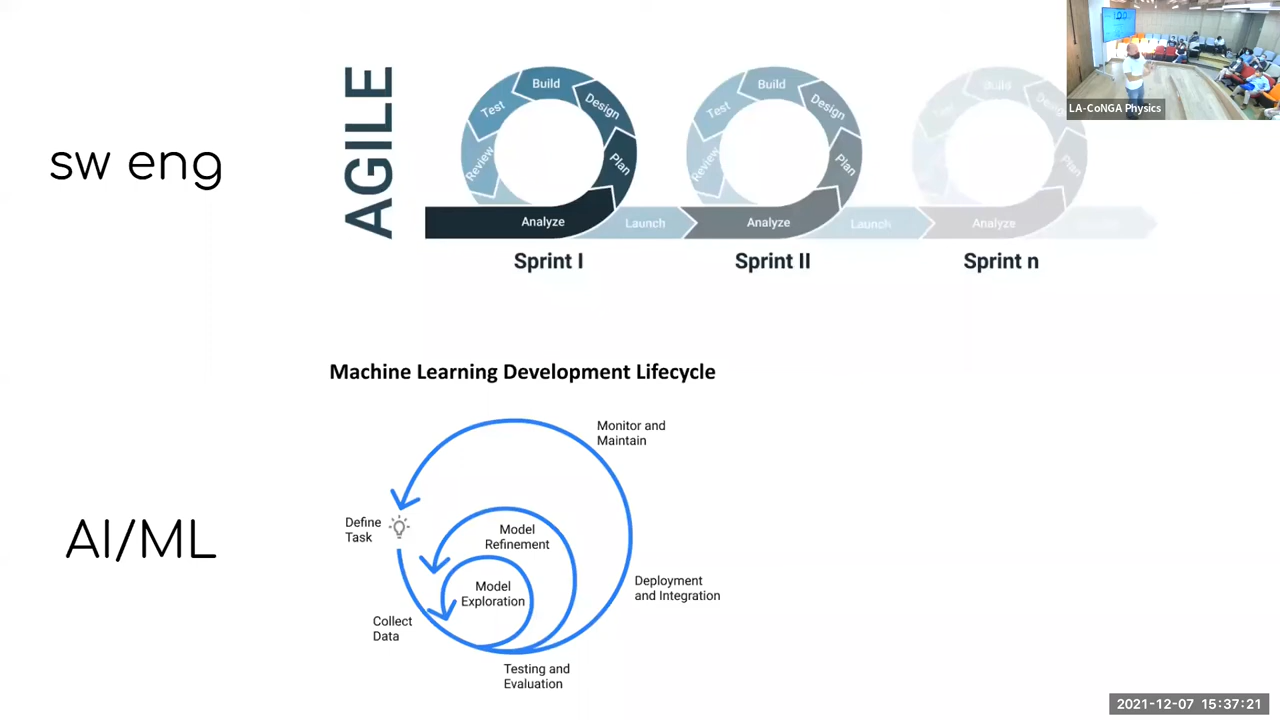 LA-CoNGA Physics
AGILE
sw eng
Build
Test
Design
Review
Plan
Analyze
Launch
Build
Test
Design
Review
Plan
Analyze
Launch
Build
Plan
Analyze
Sprint I
Sprint II
Sprint n
Machine Learning Development Lifecycle
AI/ML
Monitor and
Maintain
Define
Task
Model
Refinement
Model
Exploration
Deployment
and Integration
Collect
Data
Testing and
Evaluation
2021-12-07 15:37:21